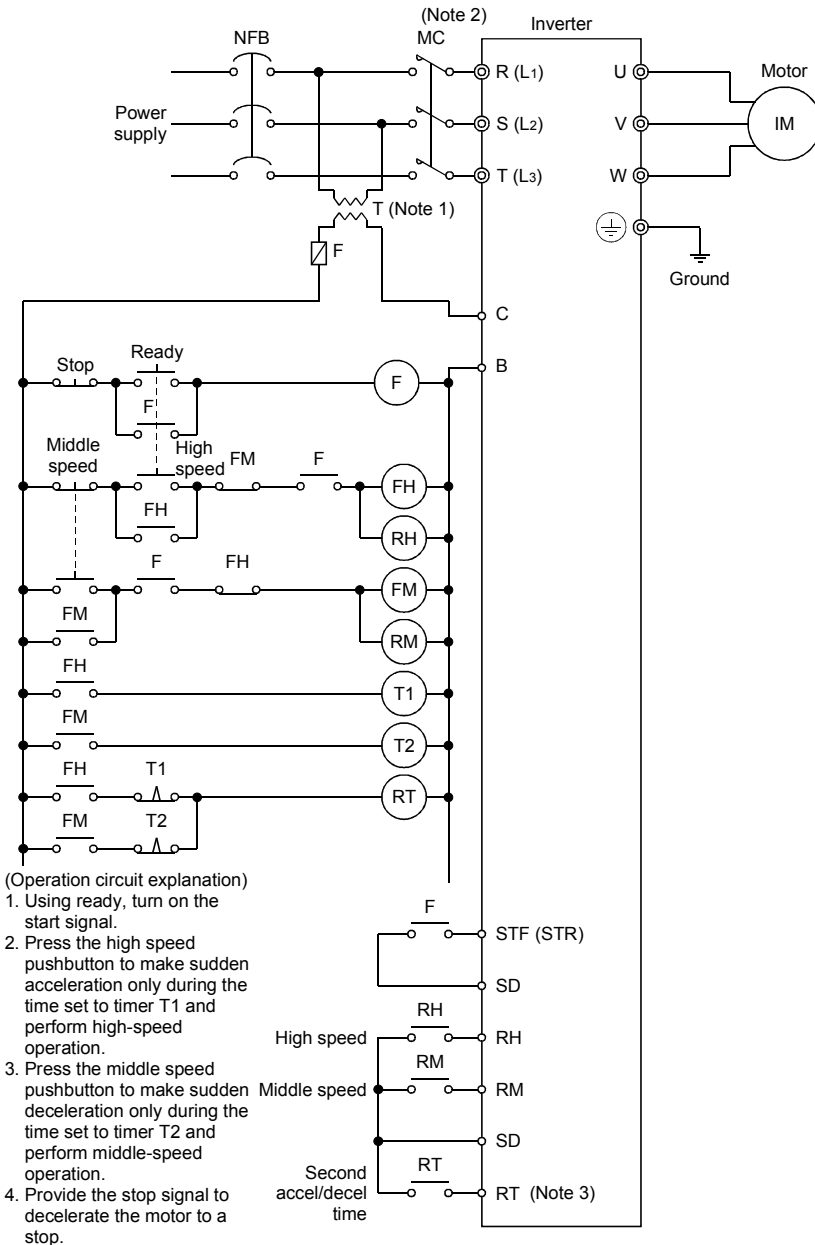 (Note 2)
NFB
MC
Inverter
R (L1)
U
Motor
Power
supply
S (L2)
V
IM
T (L3)
W
T (Note 1)
F
Ground
C
B
Stop
Ready
F
F
Middle
speed
High
speed
FM
F
FH
FH
RH
F
FH
FM
FM
RM
FH
T1
FM
T2
FH
T1
RT
FM
T2
(Operation circuit explanation)
1. Using ready, turn on the
start signal.
2. Press the high speed
pushbutton to make sudden
acceleration only during the
time set to timer T1 and
perform high-speed
operation.
3. Press the middle speed
pushbutton to make sudden
deceleration only during the
time set to timer T2 and
perform middle-speed
operation.
4. Provide the stop signal to
decelerate the motor to a
stop.
F
STF (STR)
SD
RH
High speed
RH
RM
Middle speed
RM
SD
Second
accel/decel
time
RT
RT (Note 3)